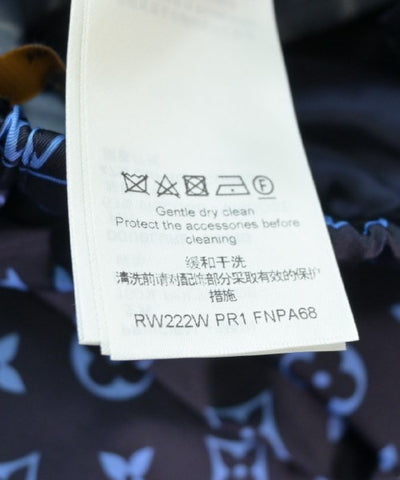 Gentle dry clean
Protect the accessories before
cleaning
缓和干洗
清洗前请对配饰部分采取有效的保护
措施
RW222W PR1 FNPA68